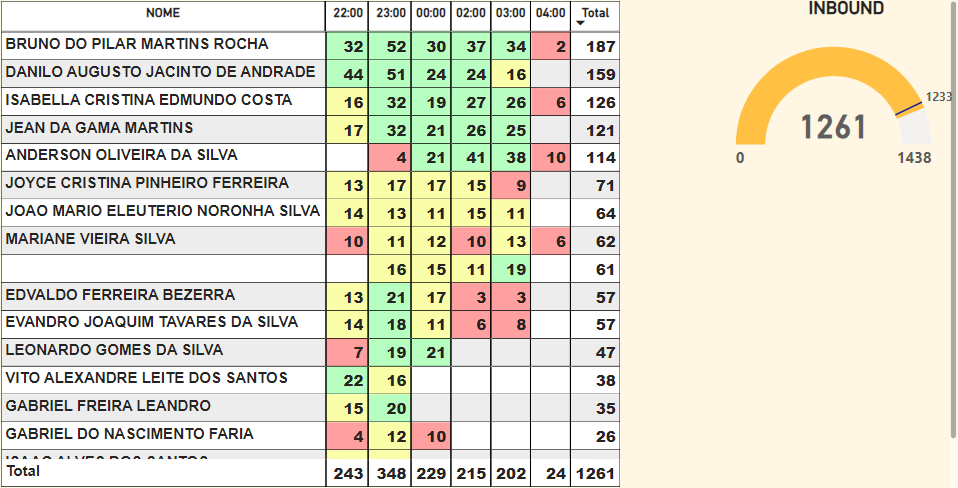 NOME 22:00 23:00 00:00 02:00 03:00 04:00 Total
BRUNO DO PILAR MARTINS ROCHA 32 52 30 37 34 2 187
DANILO AUGUSTO JACINTO DE ANDRADE 44 51 24 24 16 159
ISABELLA CRISTINA EDMUNDO COSTA 16 32 19 27 26 6 126
JEAN DA GAMA MARTINS 17 32 21 26 25 121
ANDERSON OLIVEIRA DA SILVA 4 21 41 38 10 114
JOYCE CRISTINA PINHEIRO FERREIRA 13 17 17 15 9 71
JOAO MARIO ELEUTERIO NORONHA SILVA 14 13 11 15 11 64
MARIANE VIEIRA SILVA 10 11 12 10 13 6 62
16 15 11 19 61
EDVALDO FERREIRA BEZERRA 13 21 17 3 3 57
EVANDRO JOAQUIM TAVARES DA SILVA 14 18 11 6 8 57
LEONARDO GOMES DA SILVA 7 19 21 47
VITO ALEXANDRE LEITE DOS SANTOS 22 16 38
GABRIEL FREIRA LEANDRO 15 20 35
GABRIEL DO NASCIMENTO FARIA 4 12 10 26
ISAAC ALVES DOS SANTOS
Total 243 348 229 215 202 24 1261
INBOUND
1233
1261
0 1438